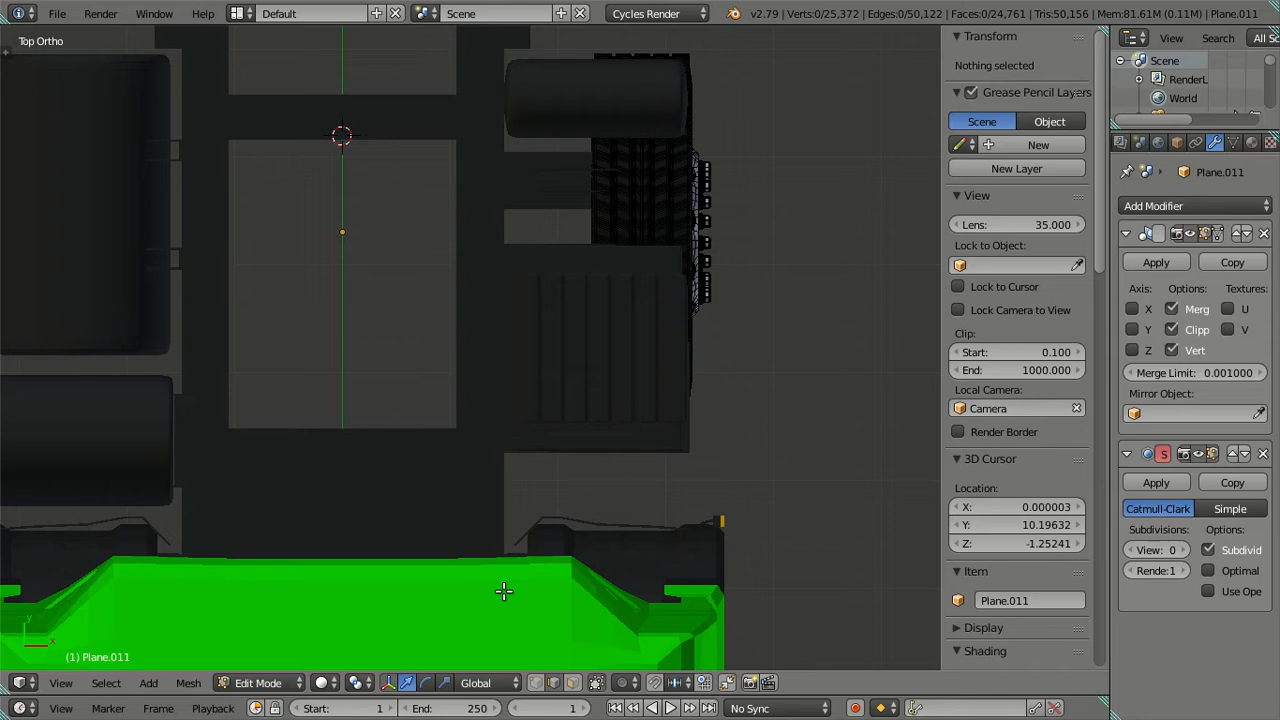 File Render Window Help Default Scene Cycles Render v2.79 | Verts:0/25,372 | Edges:0/50,122 | Faces:0/24,761 | Tris:50,156 | Mem:81.61M (0.11M) | Plane.011
Top Ortho
Transform
Nothing selected
Grease Pencil Layers
Scene Object
New
New Layer
View
Lens: 35.000
Lock to Object:
Lock to Cursor
Lock Camera to View
Clip:
Start: 0.100
End: 1000.000
Local Camera:
Camera
Render Border
3D Cursor
Location:
X: 0.000003
Y: 10.19632
Z: -1.25241
Item
Plane.011
Display
Shading
View Search All Sc
Scene
RenderL
World
Plane.011
Add Modifier
Apply Copy
Axis: Options: Textures:
X Merg U
Y Clipp V
Z Vert
Merge Limit: 0.001000
Mirror Object:
S
Apply Copy
Catmull-Clark Simple
Subdivisions: Options:
View: 0 Subdivid
Rende:1 Optimal
Use Ope
y
x
(1) Plane.011
View Select Add Mesh Edit Mode Global
View Marker Frame Playback Start: 1 End: 250 1 No Sync